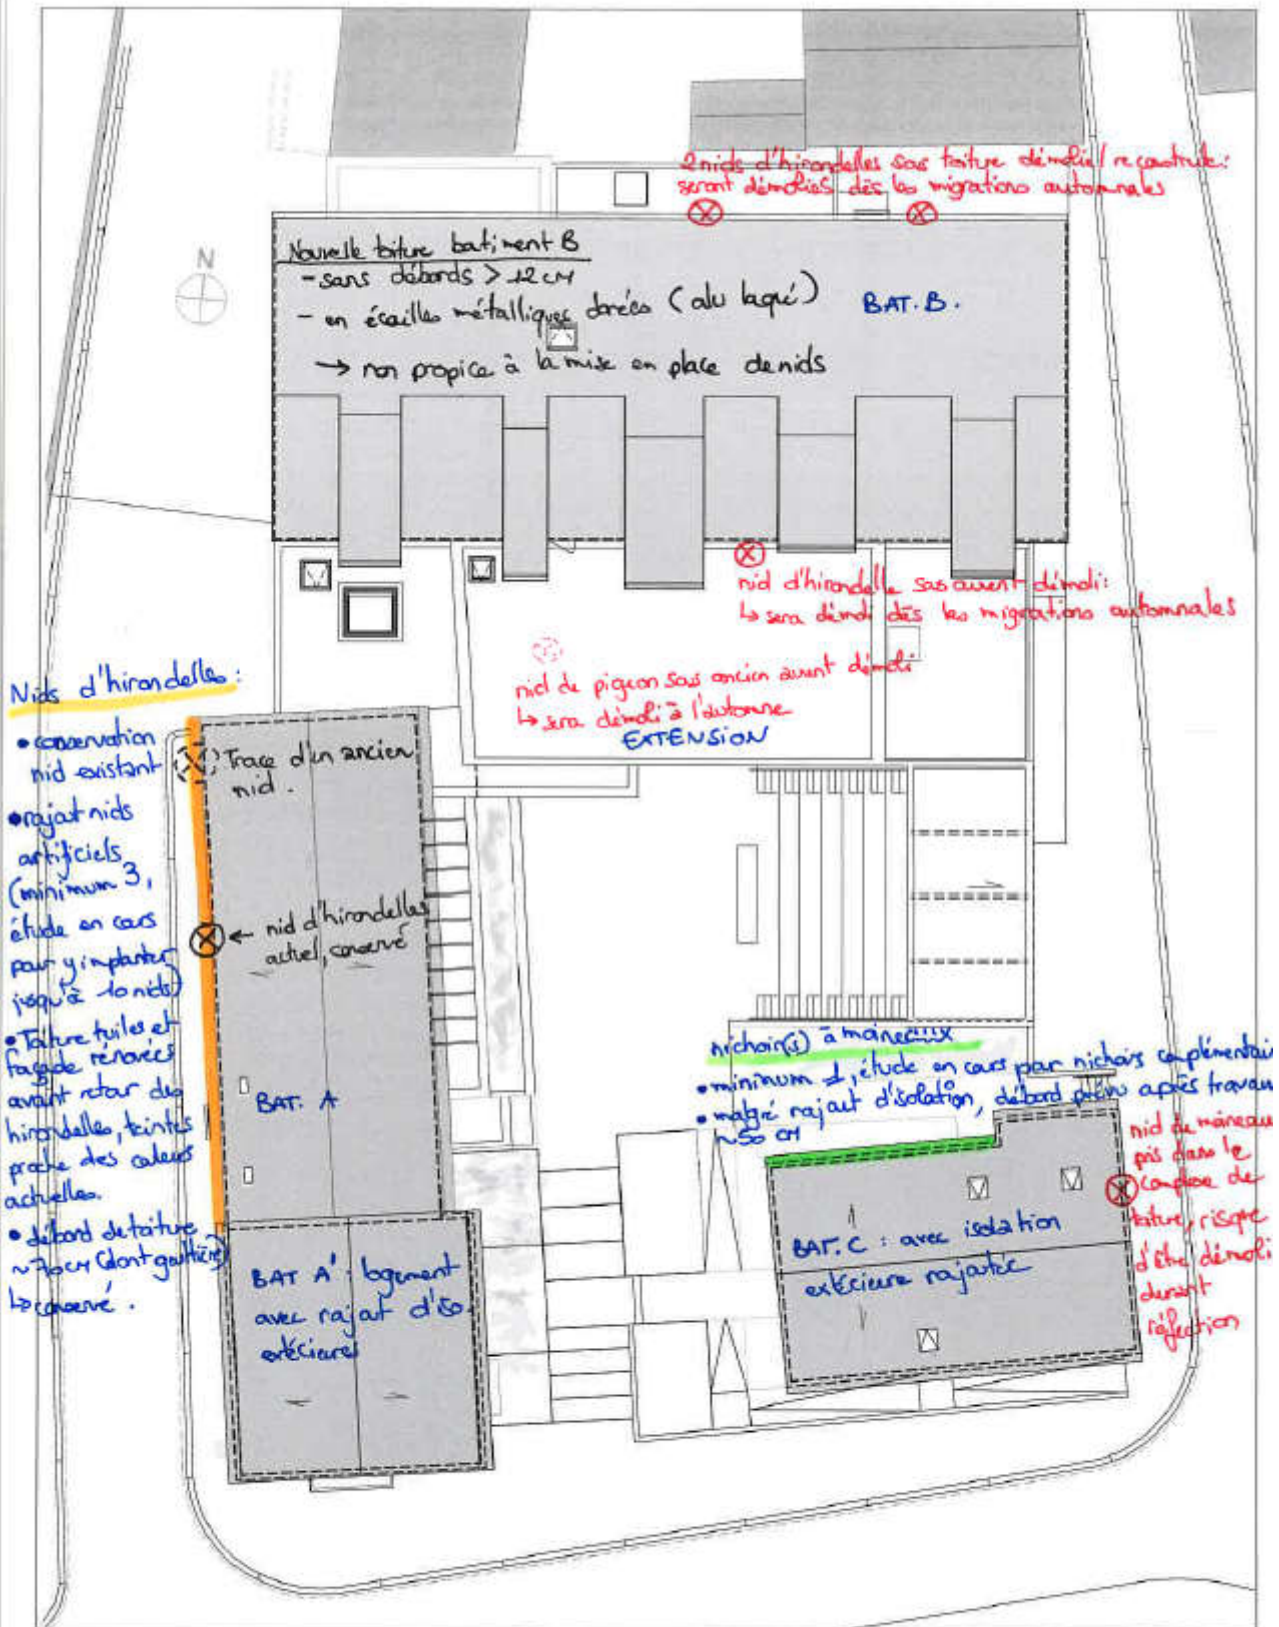 2 nids d'hirondelles sous toiture démolie/reconstruite:
seront démolies dès les migrations automnales
N
Nouvelle toiture batiment B
- sans débords > 12 cm
- en écailles métalliques dorées (alu laqué)
BAT. B.
→ non propice à la mise en place de nids
nid d'hirondelle sous auvent démoli:
↳ sera démoli dès les migrations automnales
nid de pigeon sous ancien auvent démoli
↳ sera démoli à l'automne
EXTENSION
Nids d'hirondelles :
• conservation
nid existant
• rajout nids
artificiels
(minimum 3,
étude en cours
pour y implanter
jusqu'à 10 nids)
• Toiture tuiles et
façade rénovées
avant retour des
hirondelles, teintes
proche des couleurs
actuelles.
• débord de toiture
~70cm (dont gouttière)
↳ conservé.
Trace d'un ancien
nid.
← nid d'hirondelles
actuel, conservé
BAT. A
BAT A' : logement
avec rajout d'iso.
extérieure
nichoir(s) à moineaux
• mininum 1, étude en cours pour nichoirs complémentair
• malgré rajout d'isolation, débord prévu après travau
~50 cm
BAT. C : avec isolation
extérieure rajoutée
nid de moineau
pris dans le
complexe de
toiture, risque
d'être démoli
durant
réfection